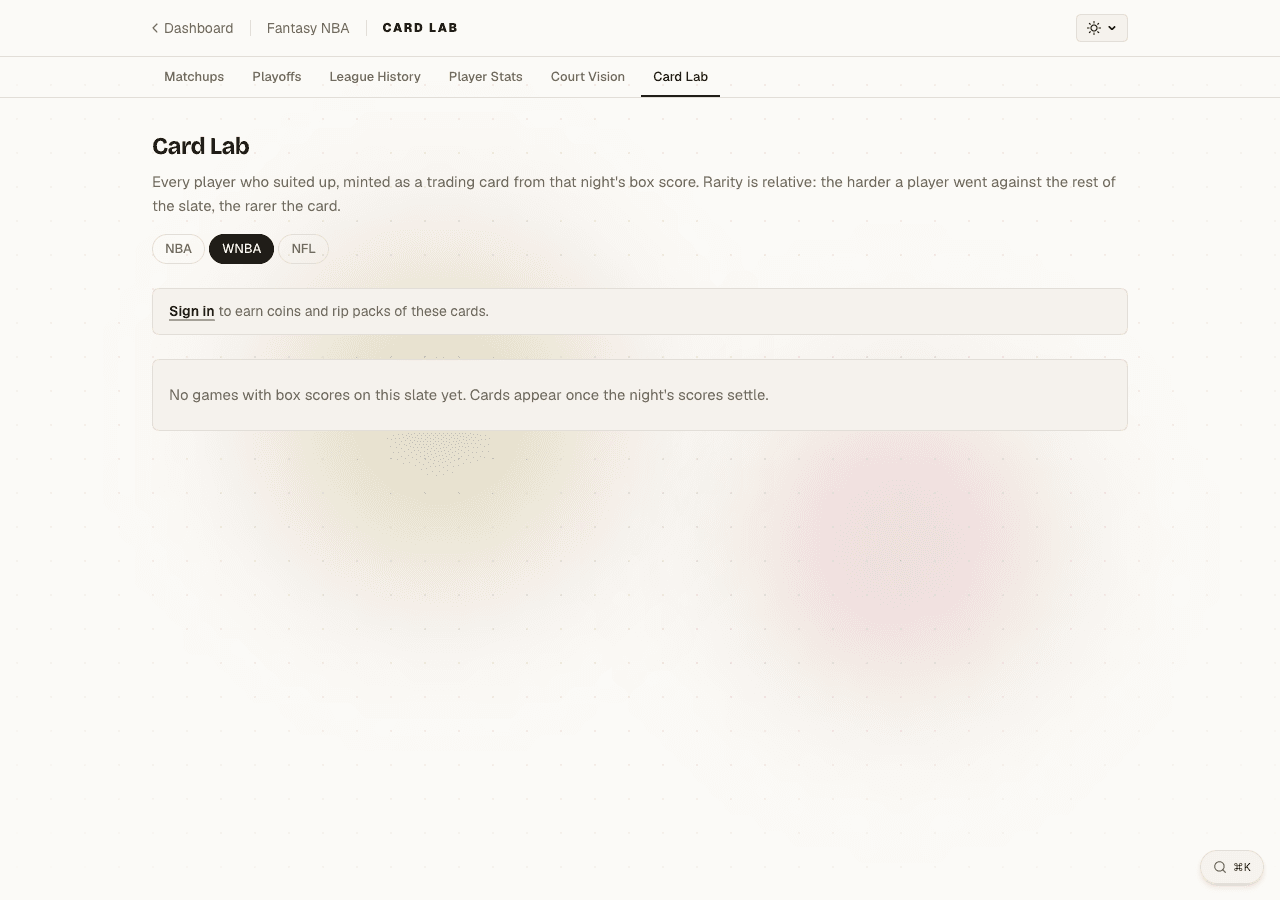 Dashboard
Fantasy NBA
CARD LAB
Matchups
Playoffs
League History
Player Stats
Court Vision
Card Lab
Card Lab
Every player who suited up, minted as a trading card from that night's box score. Rarity is relative: the harder a player went against the rest of
the slate, the rarer the card.
NBA
WNBA
NFL
Sign in to earn coins and rip packs of these cards.
No games with box scores on this slate yet. Cards appear once the night's scores settle.
⌘K